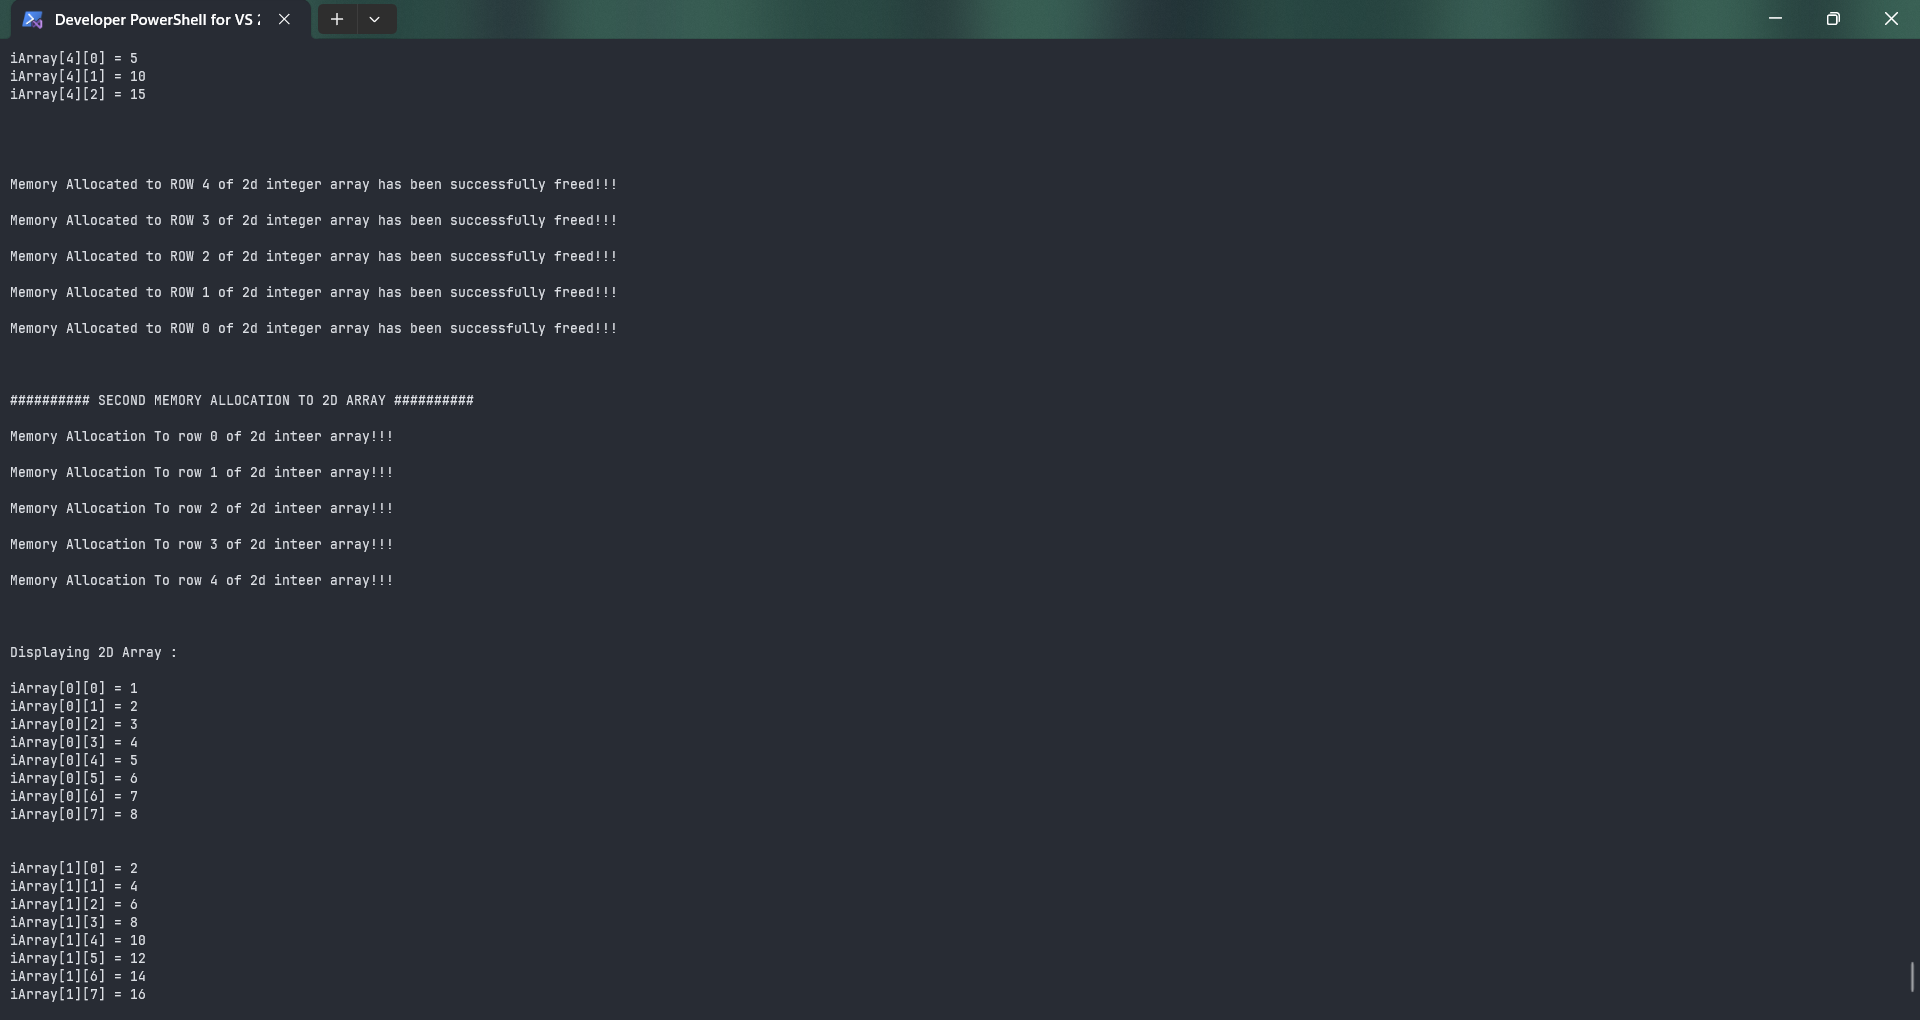 Developer PowerShell for VS 2
iArray[4][0] = 5
iArray[4][1] = 10
iArray[4][2] = 15
Memory Allocated to ROW 4 of 2d integer array has been successfully freed!!!
Memory Allocated to ROW 3 of 2d integer array has been successfully freed!!!
Memory Allocated to ROW 2 of 2d integer array has been successfully freed!!!
Memory Allocated to ROW 1 of 2d integer array has been successfully freed!!!
Memory Allocated to ROW 0 of 2d integer array has been successfully freed!!!
########## SECOND MEMORY ALLOCATION TO 2D ARRAY ##########
Memory Allocation To row 0 of 2d inteer array!!!
Memory Allocation To row 1 of 2d inteer array!!!
Memory Allocation To row 2 of 2d inteer array!!!
Memory Allocation To row 3 of 2d inteer array!!!
Memory Allocation To row 4 of 2d inteer array!!!
Displaying 2D Array :
iArray[0][0] = 1
iArray[0][1] = 2
iArray[0][2] = 3
iArray[0][3] = 4
iArray[0][4] = 5
iArray[0][5] = 6
iArray[0][6] = 7
iArray[0][7] = 8
iArray[1][0] = 2
iArray[1][1] = 4
iArray[1][2] = 6
iArray[1][3] = 8
iArray[1][4] = 10
iArray[1][5] = 12
iArray[1][6] = 14
iArray[1][7] = 16